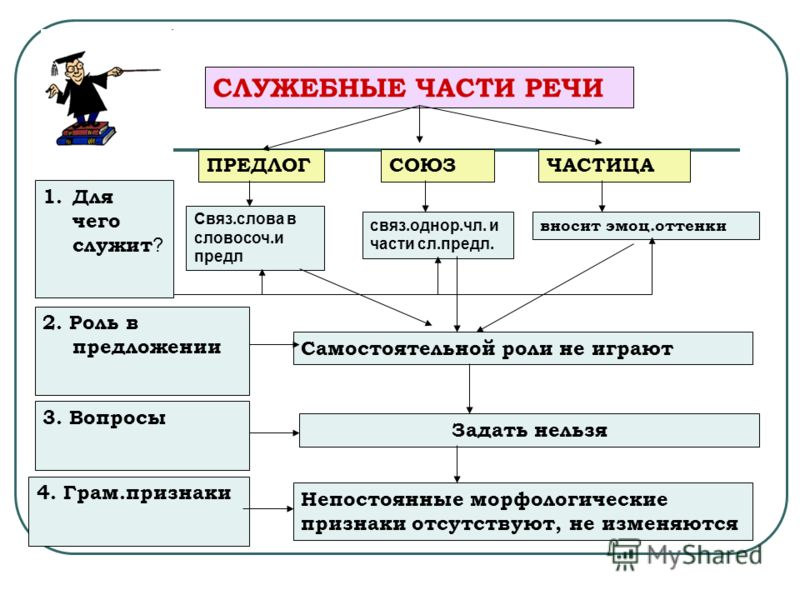 СЛУЖЕБНЫЕ ЧАСТИ РЕЧИ
ПРЕДЛОГ
СОЮЗ
ЧАСТИЦА
1. Для
чего
служит?
Связ.слова в
словосоч.и
предл
связ.однор.чл. и
части сл.предл.
вносит эмоц.оттенки
2. Роль в
предложении
Самостоятельной роли не играют
3. Вопросы
Задать нельзя
4. Грам.признаки
Непостоянные морфологические
признаки отсутствуют, не изменяются
MyShared